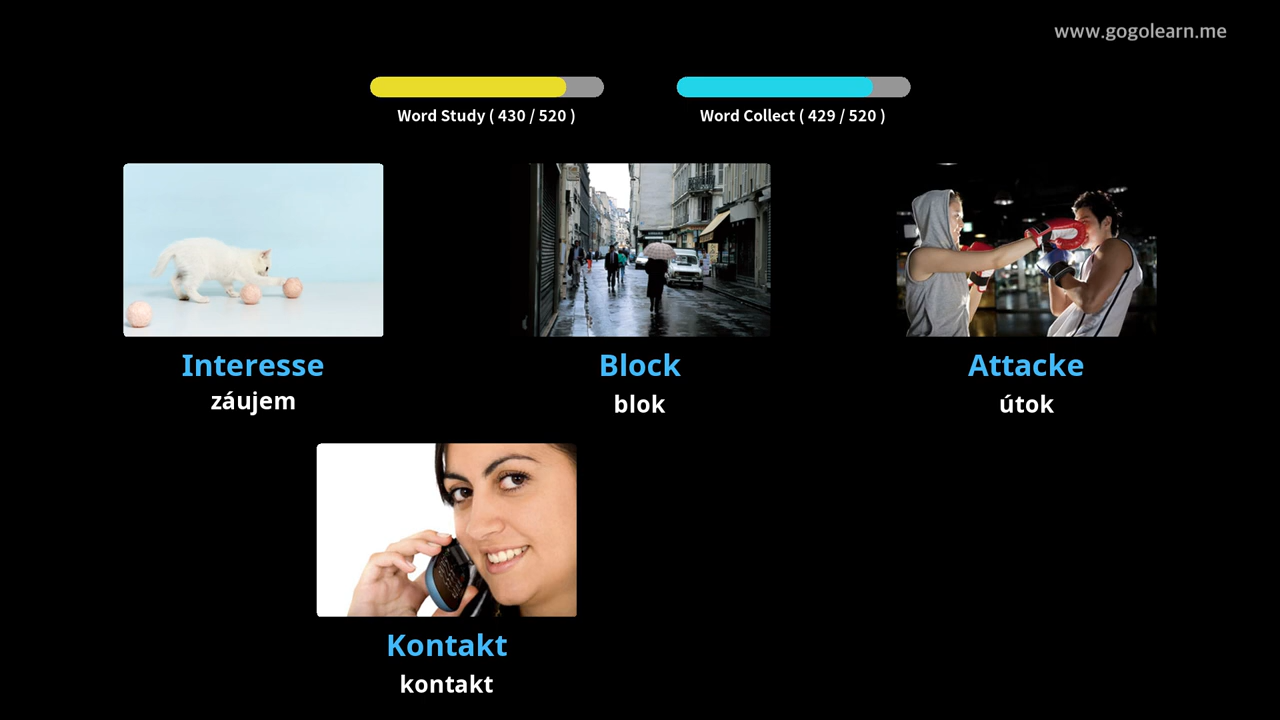 www.gogolearn.me
Word Study ( 430 / 520 )
Word Collect ( 429 / 520 )
Interesse
záujem
Block
blok
Attacke
útok
Kontakt
kontakt